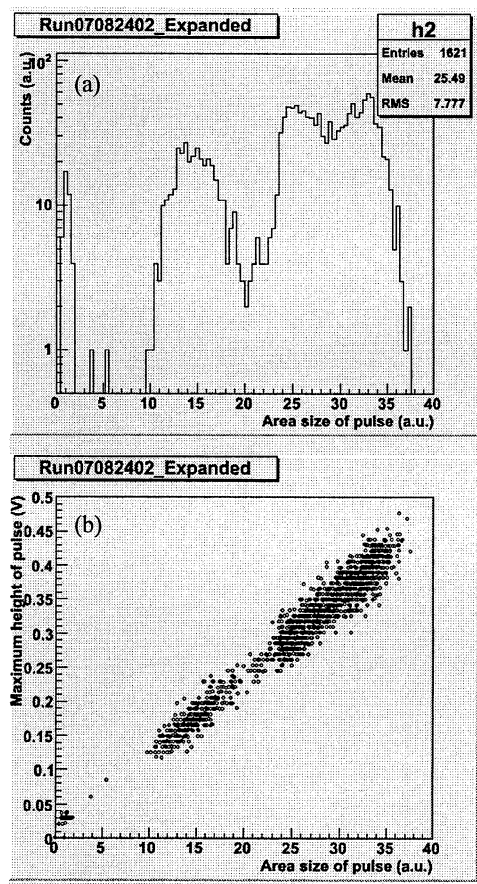 Run07082402_Expanded
h2
Entries 1621
Mean 25.49
RMS 7.777
(a)
Counts (a.u.)
10²
10
1
0 5 10 15 20 25 30 35 40
Area size of pulse (a.u.)
Run07082402_Expanded
(b)
Maximum height of pulse (V)
0.5
0.45
0.4
0.35
0.3
0.25
0.2
0.15
0.1
0.05
0
0 5 10 15 20 25 30 35 40
Area size of pulse (a.u.)